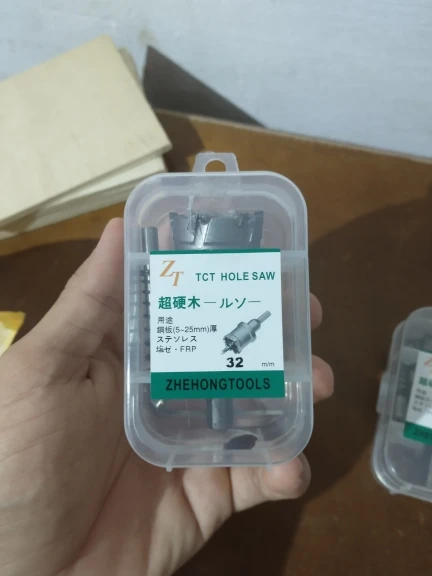 ZT TCT HOLE SAW
超硬木ールソー
用途
鋼板(5~25mm)厚
ステソレス
塩ゼ・FRP
32 m/m
ZHEHONGTOOLS